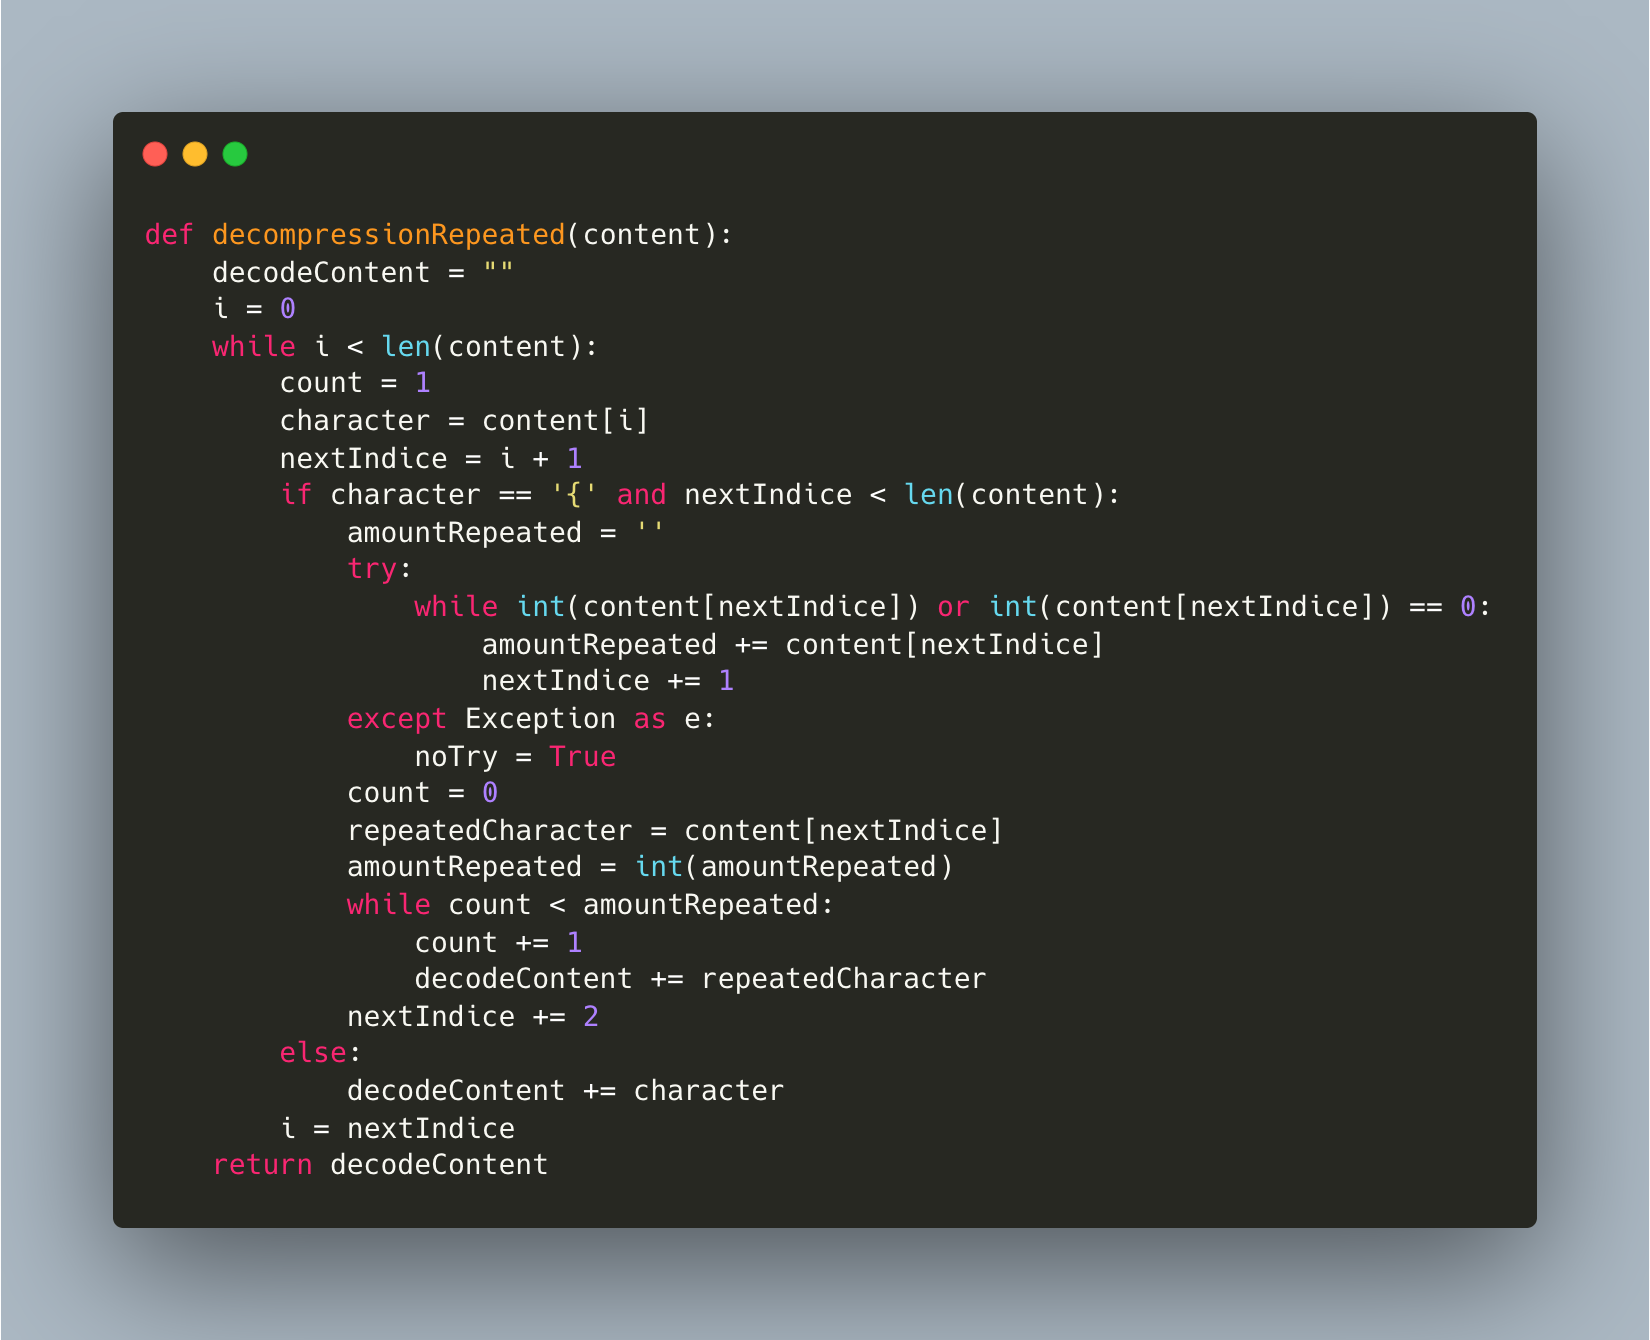 def decompressionRepeated(content):
    decodeContent = ""
    i = 0
    while i < len(content):
        count = 1
        character = content[i]
        nextIndice = i + 1
        if character == '{' and nextIndice < len(content):
            amountRepeated = ''
            try:
                while int(content[nextIndice]) or int(content[nextIndice]) == 0:
                    amountRepeated += content[nextIndice]
                    nextIndice += 1
            except Exception as e:
                noTry = True
            count = 0
            repeatedCharacter = content[nextIndice]
            amountRepeated = int(amountRepeated)
            while count < amountRepeated:
                count += 1
                decodeContent += repeatedCharacter
            nextIndice += 2
        else:
            decodeContent += character
        i = nextIndice
    return decodeContent